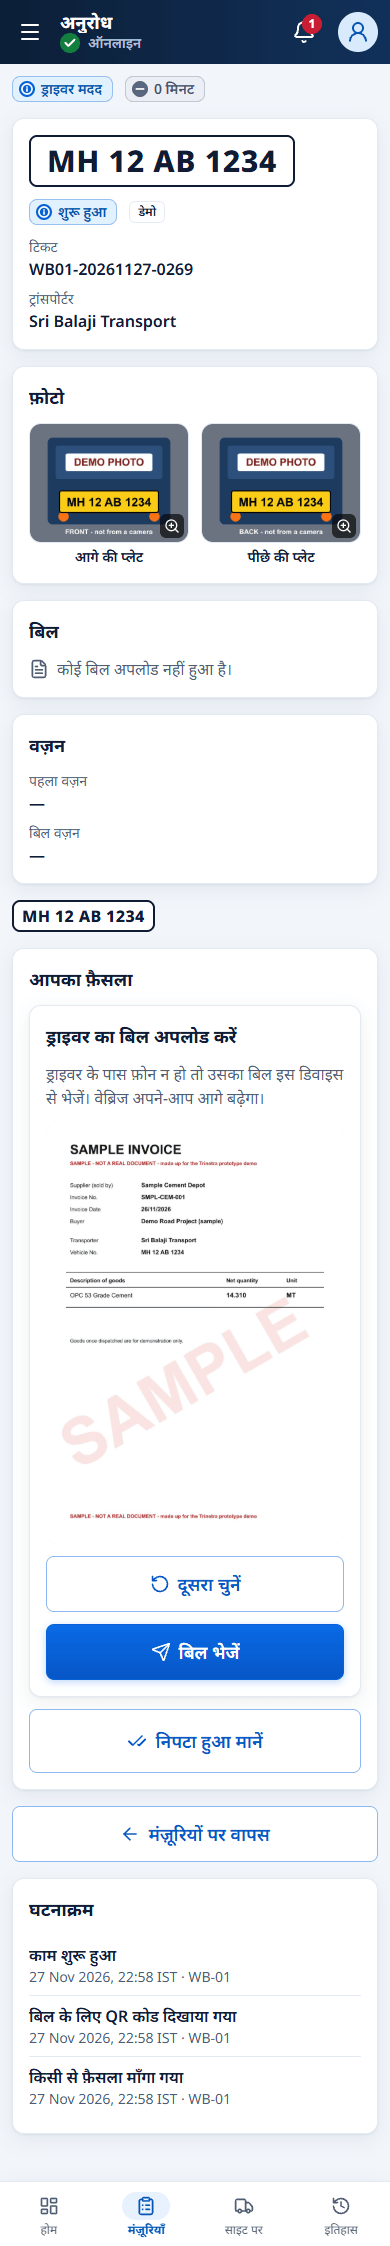 अनुरोध
ऑनलाइन
1
ड्राइवर मदद
0 मिनट
MH 12 AB 1234
शुरू हुआ
डेमो
टिकट
WB01-20261127-0269
ट्रांसपोर्टर
Sri Balaji Transport
फ़ोटो
DEMO PHOTO
MH 12 AB 1234
FRONT - not from a camera
आगे की प्लेट
DEMO PHOTO
MH 12 AB 1234
BACK - not from a camera
पीछे की प्लेट
बिल
कोई बिल अपलोड नहीं हुआ है।
वज़न
पहला वज़न
—
बिल वज़न
—
MH 12 AB 1234
आपका फ़ैसला
ड्राइवर का बिल अपलोड करें
ड्राइवर के पास फ़ोन न हो तो उसका बिल इस डिवाइस
से भेजें। वेब्रिज अपने-आप आगे बढ़ेगा।
SAMPLE INVOICE
SAMPLE - NOT A REAL DOCUMENT - made up for the Trinetra prototype demo
Supplier (sold by) Sample Cement Depot
Invoice No. SMPL-CEM-001
Invoice Date 26/11/2026
Buyer Demo Road Project (sample)
Transporter Sri Balaji Transport
Vehicle No. MH 12 AB 1234
Description of goods Net quantity Unit
OPC 53 Grade Cement 14.310 MT
Goods once dispatched are for demonstration only.
SAMPLE
SAMPLE - NOT A REAL DOCUMENT - made up for the Trinetra prototype demo
दूसरा चुनें
बिल भेजें
निपटा हुआ मानें
मंज़ूरियों पर वापस
घटनाक्रम
काम शुरू हुआ
27 Nov 2026, 22:58 IST · WB-01
बिल के लिए QR कोड दिखाया गया
27 Nov 2026, 22:58 IST · WB-01
किसी से फ़ैसला माँगा गया
27 Nov 2026, 22:58 IST · WB-01
होम
मंज़ूरियाँ
साइट पर
इतिहास